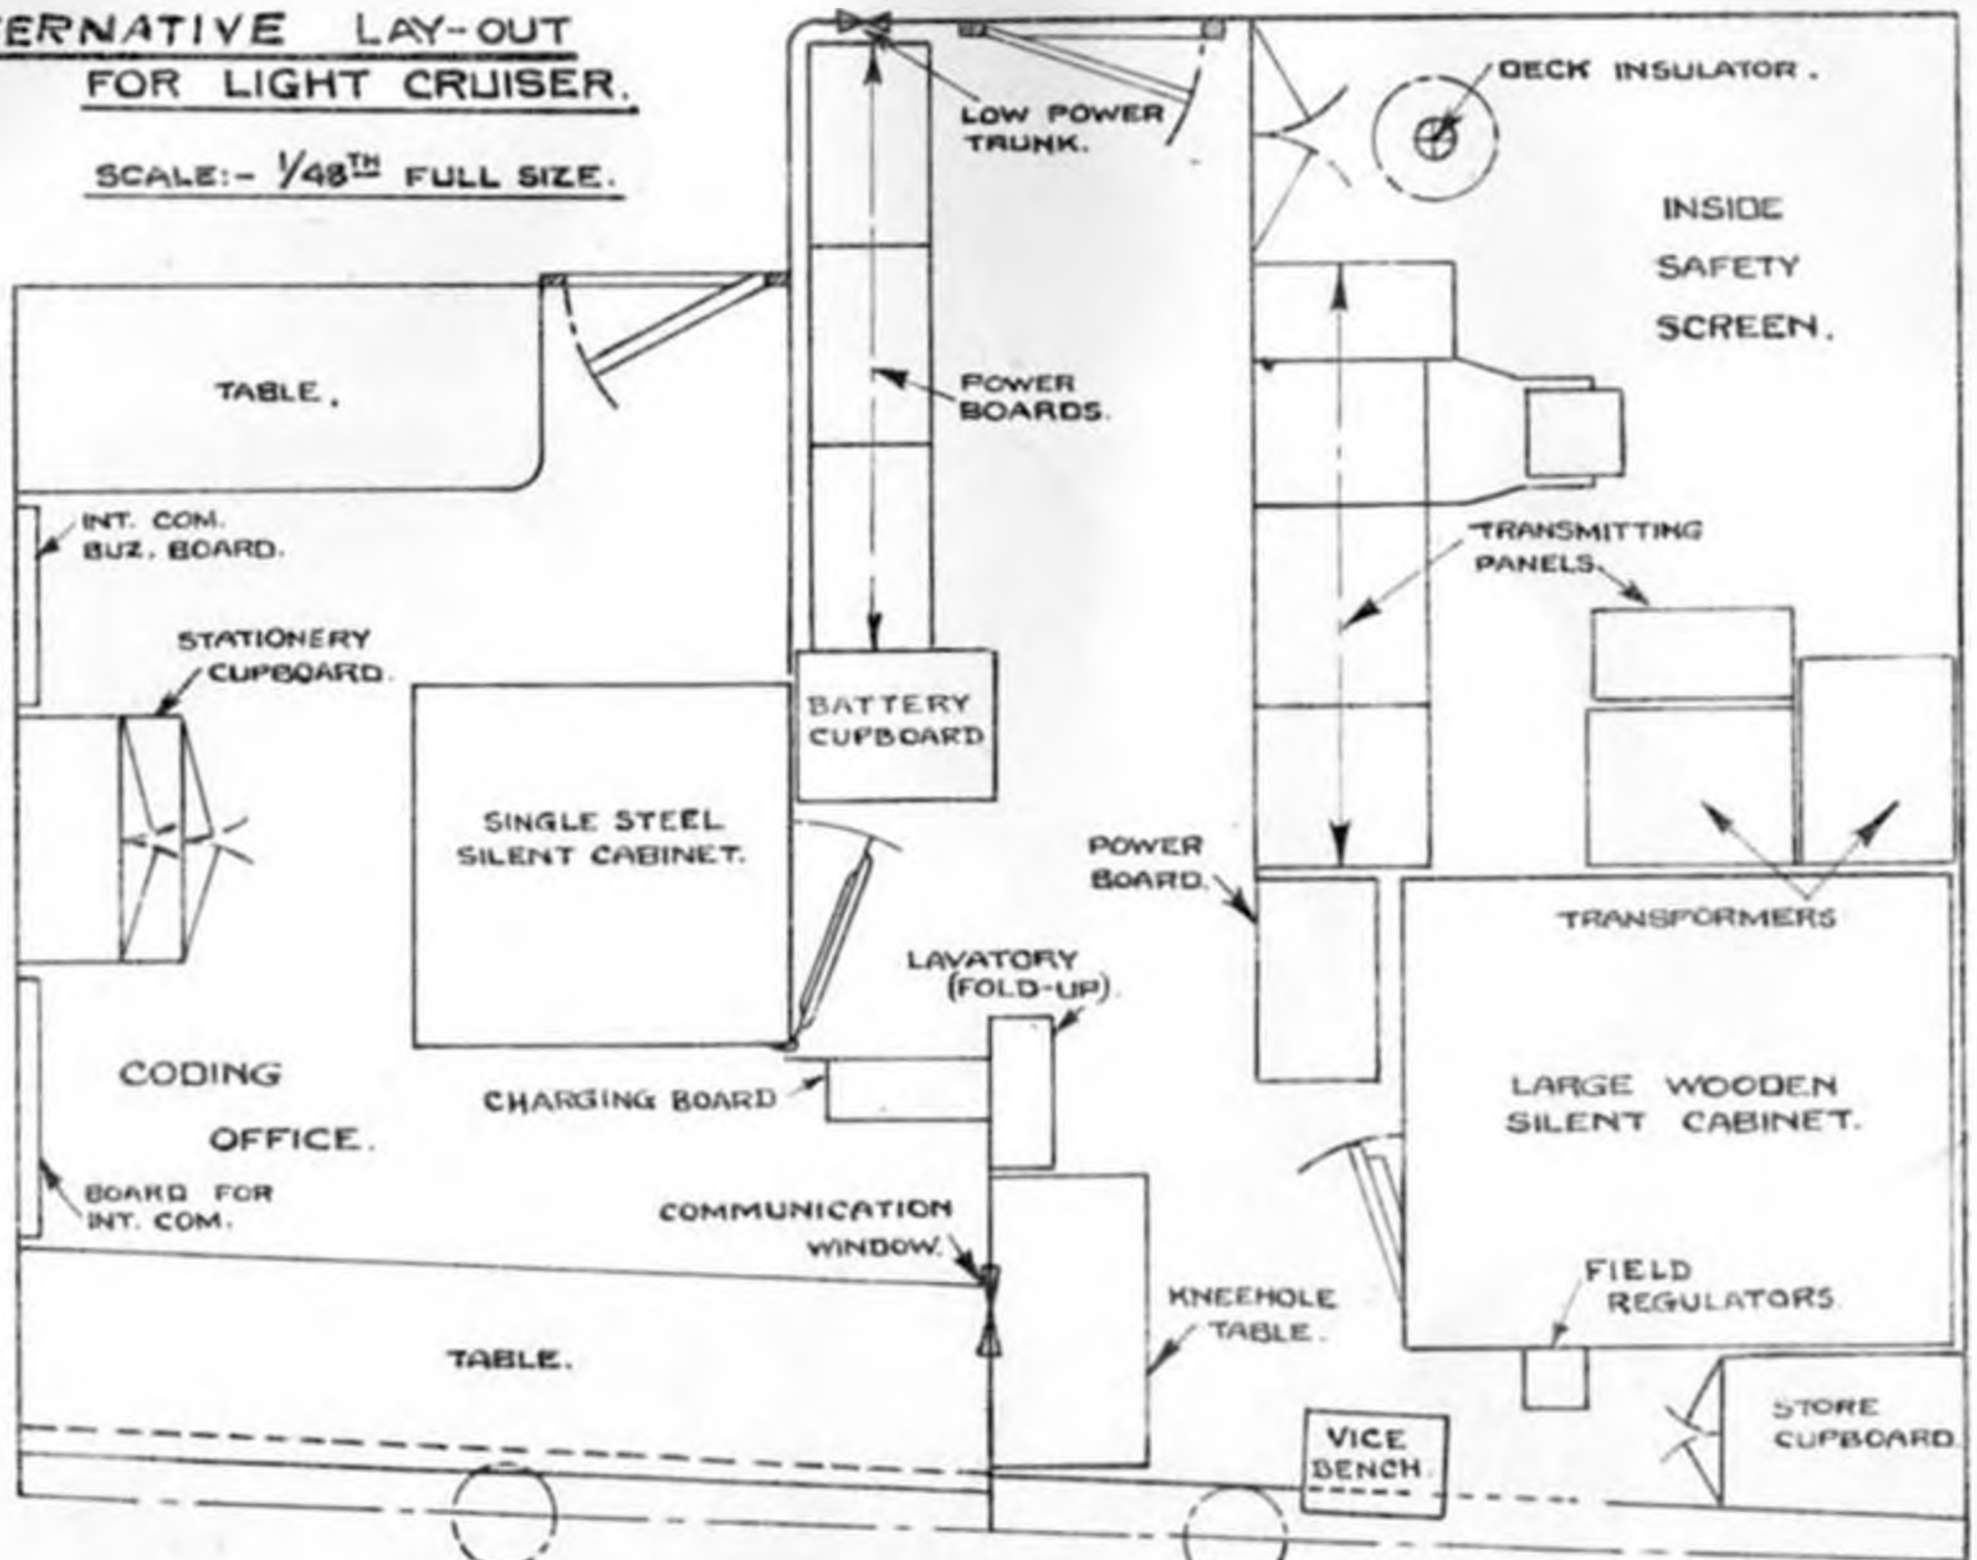 ERNATIVE LAY-OUT
FOR LIGHT CRUISER.
SCALE:- 1/48TH FULL SIZE.
LOW POWER
TRUNK.
DECK INSULATOR.
INSIDE
SAFETY
SCREEN.
TABLE.
POWER
BOARDS.
INT. COM.
BUZ. BOARD.
TRANSMITTING
PANELS.
STATIONERY
CUPBOARD.
BATTERY
CUPBOARD
SINGLE STEEL
SILENT CABINET.
POWER
BOARD.
TRANSFORMERS
LAVATORY
(FOLD-UP).
CODING
OFFICE.
CHARGING BOARD
LARGE WOODEN
SILENT CABINET.
BOARD FOR
INT. COM.
COMMUNICATION
WINDOW.
FIELD
REGULATORS.
KNEEHOLE
TABLE.
TABLE.
VICE
BENCH.
STORE
CUPBOARD.